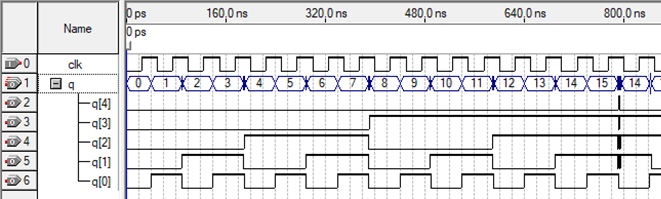 Name
0 ps 160.0 ns 320.0 ns 480.0 ns 640.0 ns 800.0 ns
0 ps
0 clk
1 q 0 1 2 3 4 5 6 7 8 9 10 11 12 13 14 15 14
2 q[4]
3 q[3]
4 q[2]
5 q[1]
6 q[0]